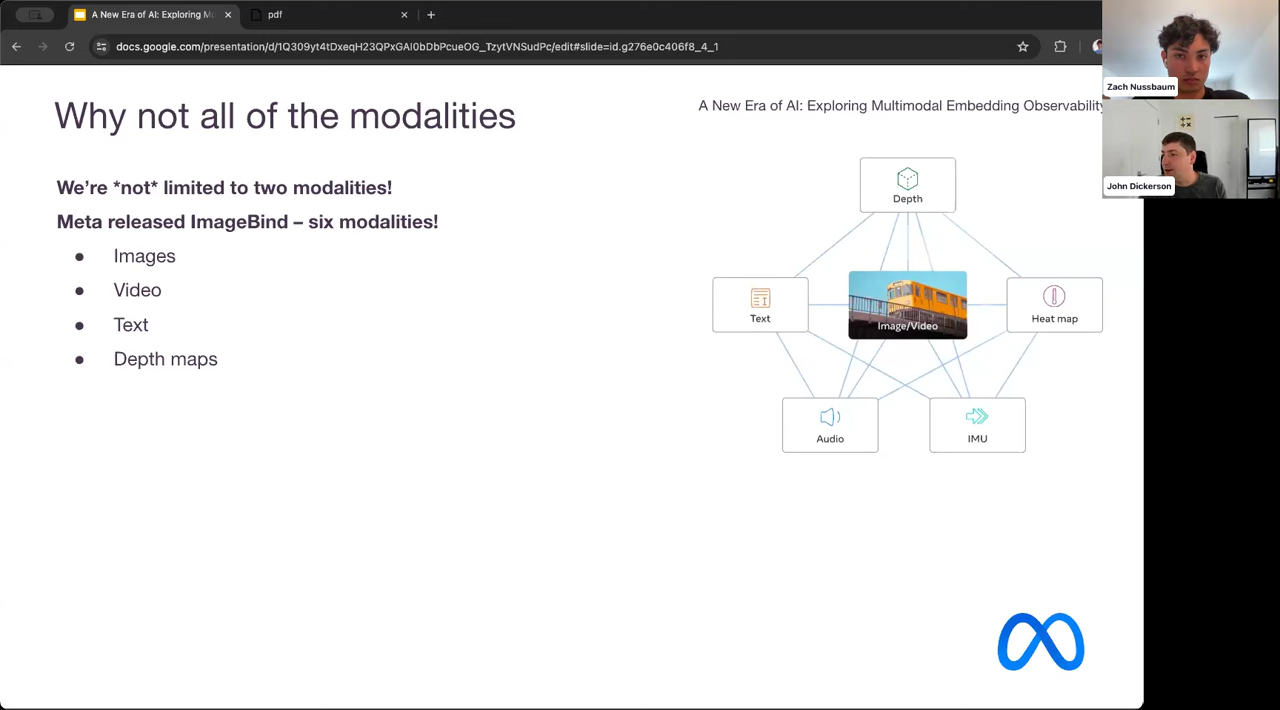 A New Era of AI: Exploring Mu
pdf
docs.google.com/presentation/d/1Q309yt4tDxeqH23QPxGAI0bDbPcueOG_TzytVNSudPc/edit#slide=id.g276e0c406f8_4_1
Zach Nussbaum
John Dickerson
Why not all of the modalities
A New Era of AI: Exploring Multimodal Embedding Observability
We're *not* limited to two modalities!
Meta released ImageBind – six modalities!
● Images
● Video
● Text
● Depth maps
Depth
Text
Image/Video
Heat map
Audio
IMU